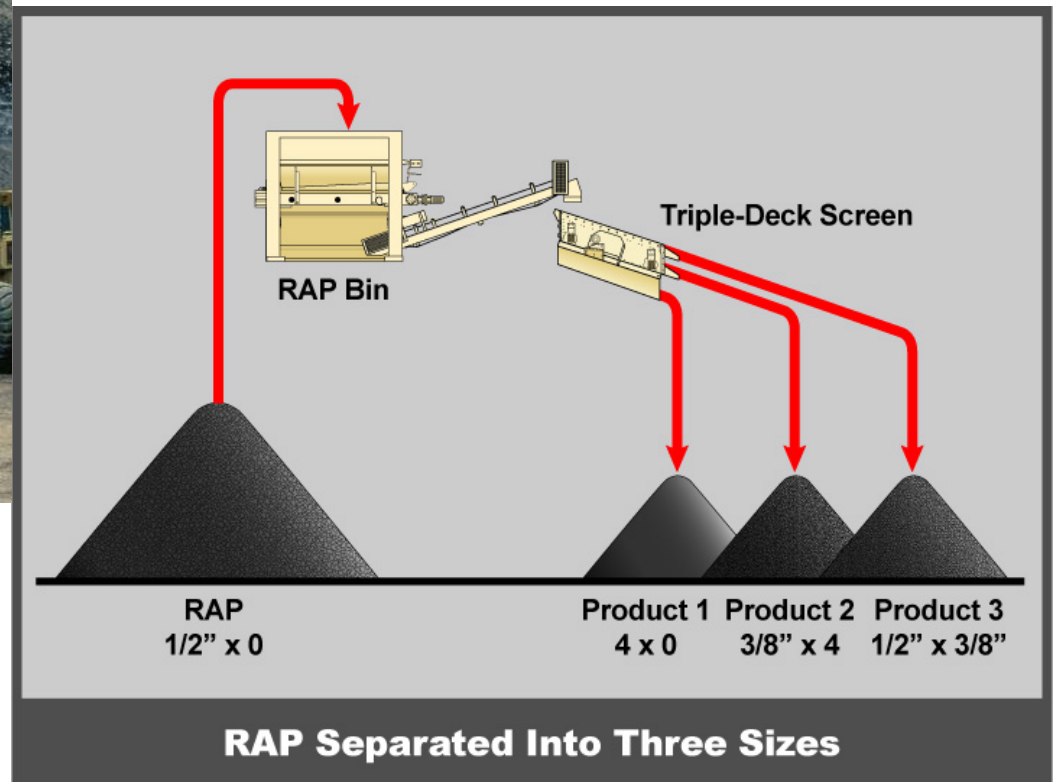 Triple-Deck Screen
RAP Bin
RAP
1/2” x 0
Product 1
4 x 0
Product 2
3/8” x 4
Product 3
1/2” x 3/8”
RAP Separated Into Three Sizes